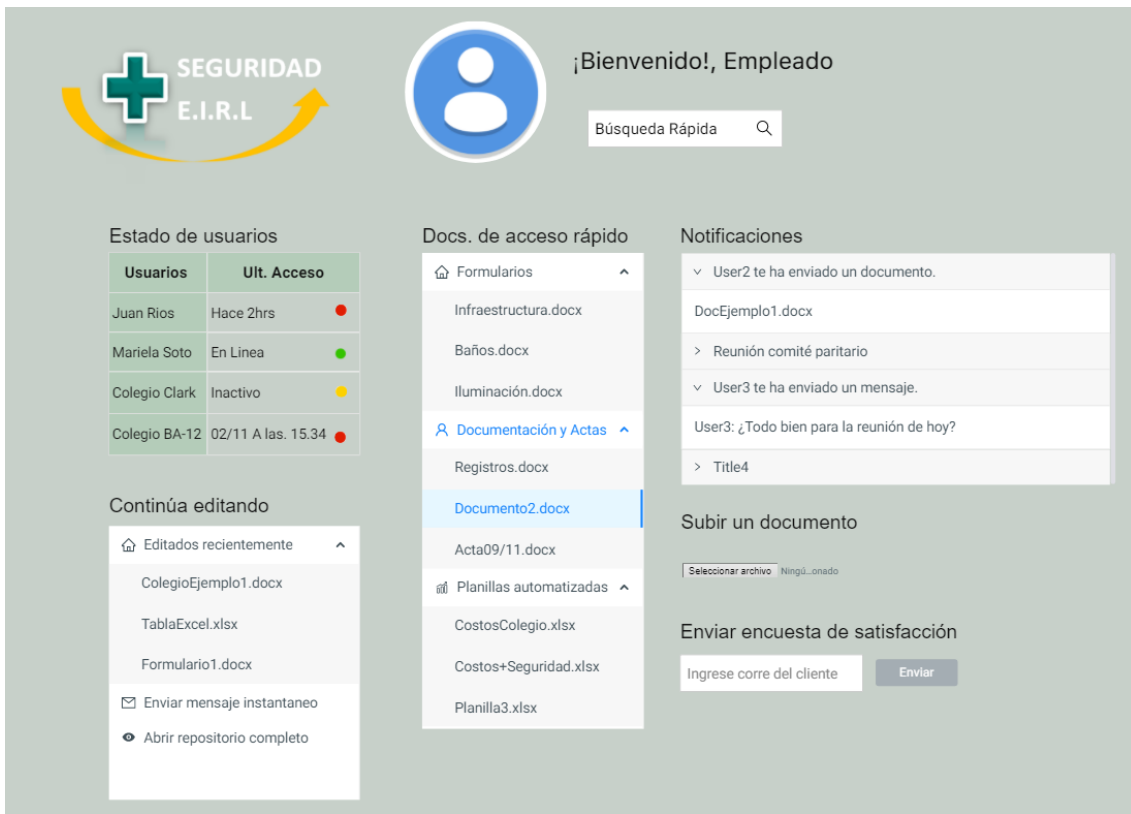 SEGURIDAD
E.I.R.L
¡Bienvenido!, Empleado
Búsqueda Rápida
Estado de usuarios
Usuarios Ult. Acceso
Juan Rios Hace 2hrs
Mariela Soto En Linea
Colegio Clark Inactivo
Colegio BA-12 02/11 A las. 15.34
Continúa editando
Editados recientemente
ColegioEjemplo1.docx
TablaExcel.xlsx
Formulario1.docx
Enviar mensaje instantaneo
Abrir repositorio completo
Docs. de acceso rápido
Formularios
Infraestructura.docx
Baños.docx
Iluminación.docx
Documentación y Actas
Registros.docx
Documento2.docx
Acta09/11.docx
Planillas automatizadas
CostosColegio.xlsx
Costos+Seguridad.xlsx
Planilla3.xlsx
Notificaciones
User2 te ha enviado un documento.
DocEjemplo1.docx
Reunión comité paritario
User3 te ha enviado un mensaje.
User3: ¿Todo bien para la reunión de hoy?
Title4
Subir un documento
Seleccionar archivo Ningú...onado
Enviar encuesta de satisfacción
Ingrese corre del cliente Enviar